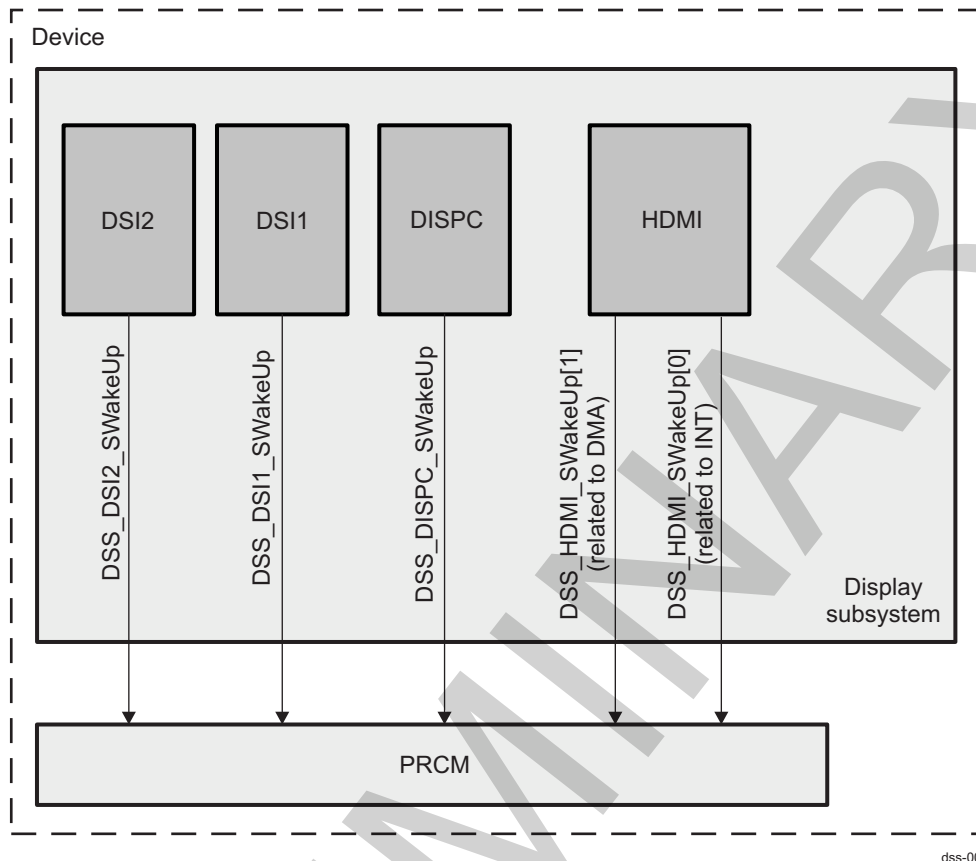 Device
DSI2
DSI1
DISPC
HDMI
DSS_DSI2_SWakeUp
DSS_DSI1_SWakeUp
DSS_DISPC_SWakeUp
DSS_HDMI_SWakeUp[1]
(related to DMA)
DSS_HDMI_SWakeUp[0]
(related to INT)
Display
subsystem
PRCM